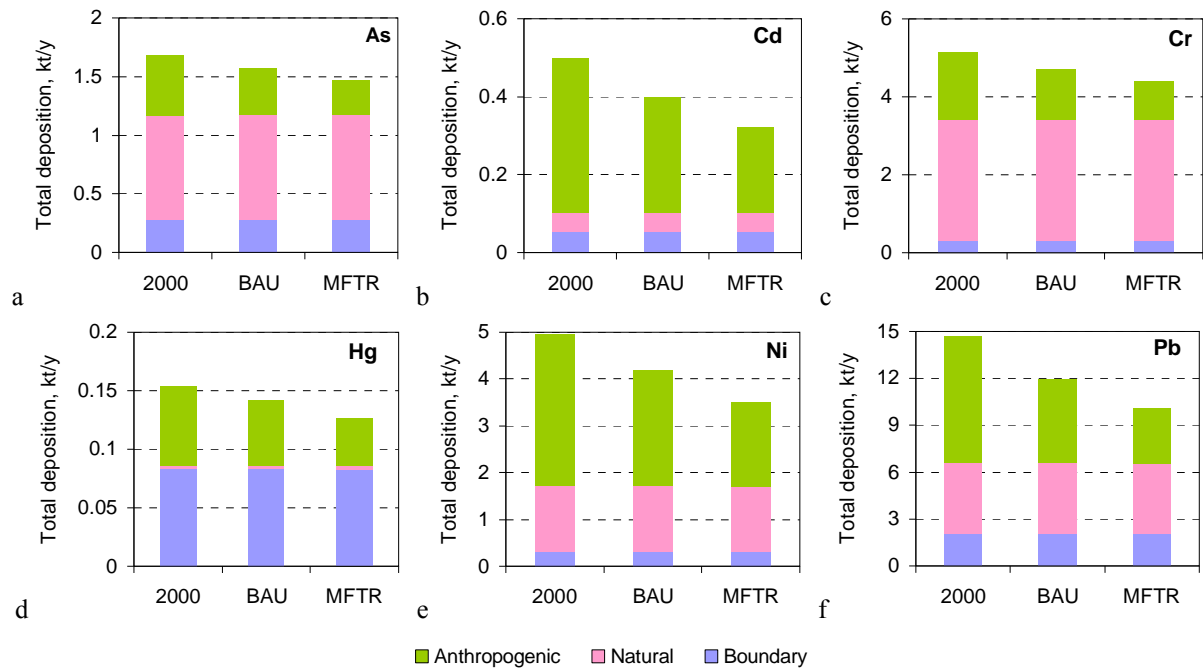 As
Total deposition, kt/y
2
1.5
1
0.5
0
2000 BAU MFTR
a
Cd
Total deposition, kt/y
0.6
0.4
0.2
0
2000 BAU MFTR
b
Cr
Total deposition, kt/y
6
4
2
0
2000 BAU MFTR
c
Hg
Total deposition, kt/y
0.2
0.15
0.1
0.05
0
2000 BAU MFTR
d
Ni
Total deposition, kt/y
5
4
3
2
1
0
2000 BAU MFTR
e
Pb
Total deposition, kt/y
15
12
9
6
3
0
2000 BAU MFTR
f
Anthropogenic Natural Boundary